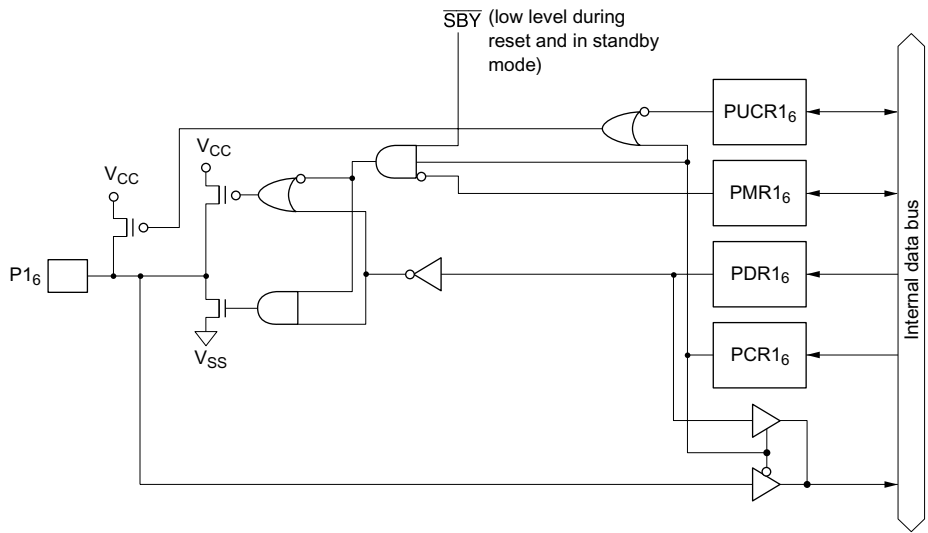 SBY (low level during
reset and in standby
mode)
PUCR1₆
VCC
VCC
PMR1₆
P1₆
PDR1₆
VSS
PCR1₆
Internal data bus